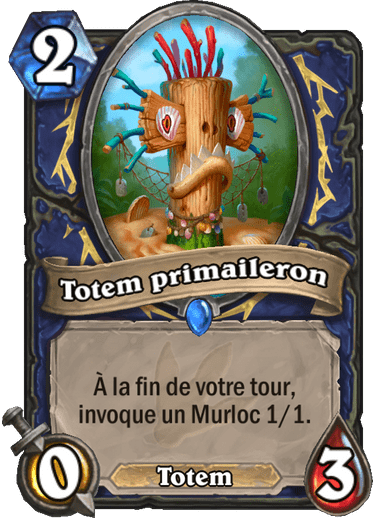 2
Totem primaileron
À la fin de votre tour,
invoque un Murloc 1/1.
Totem
0
3